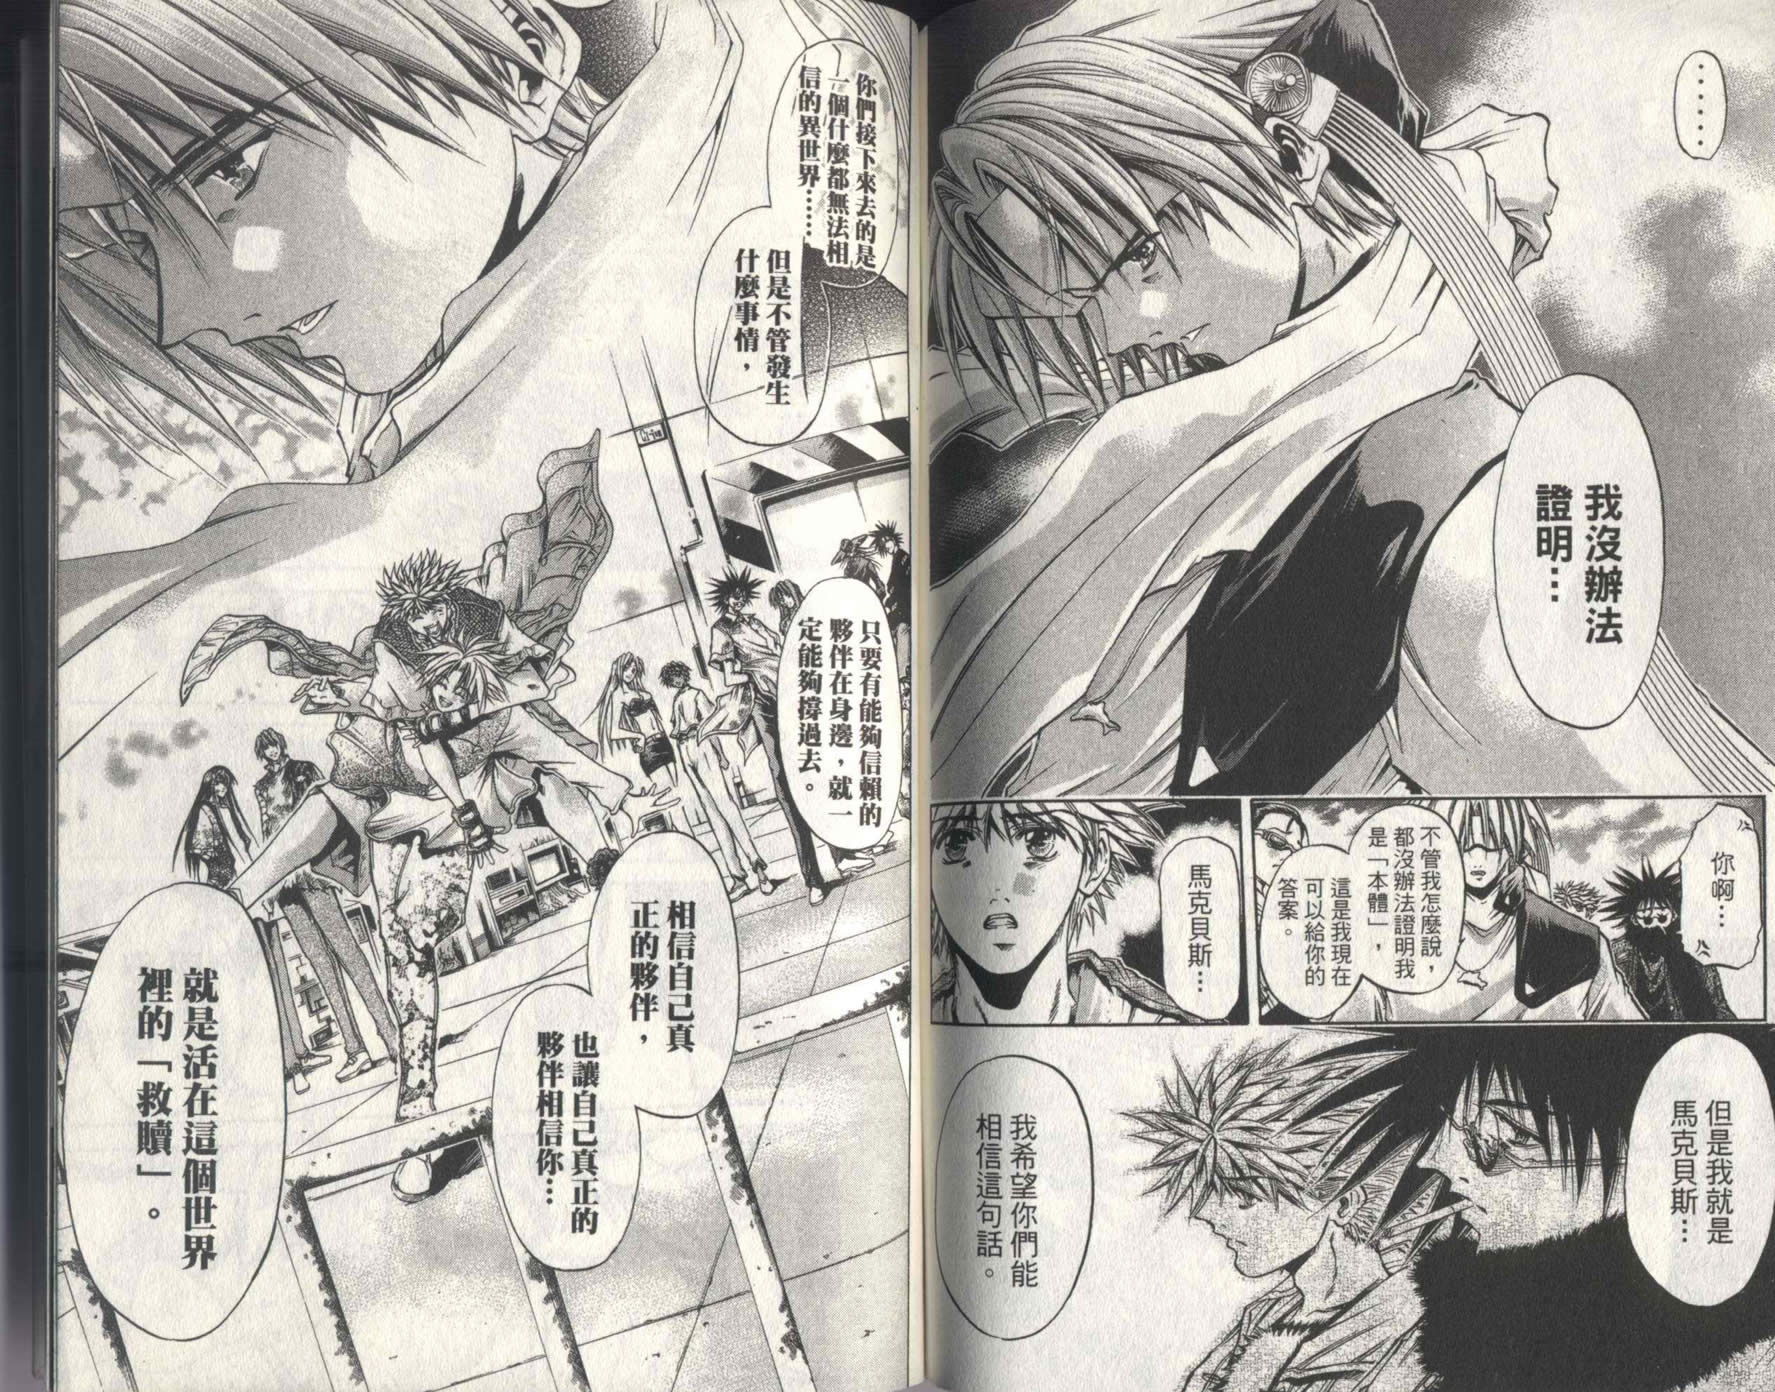 ……
我沒辦法
證明…
你啊…
不管我怎麼說，
都沒辦法證明我
是「本體」，
這是我現在
可以給你的
答案。
馬克貝斯…
但是我就是
馬克貝斯…
我希望你們能
相信這句話。
你們接下來去的是
一個什麼都無法相
信的異世界……
但是不管發生
什麼事情，
只要有能夠信賴的
夥伴在身邊，就一
定能夠撐過去。
相信自己真
正的夥伴，
也讓自己真正的
夥伴相信你…
就是活在這個世界
裡的「救贖」。